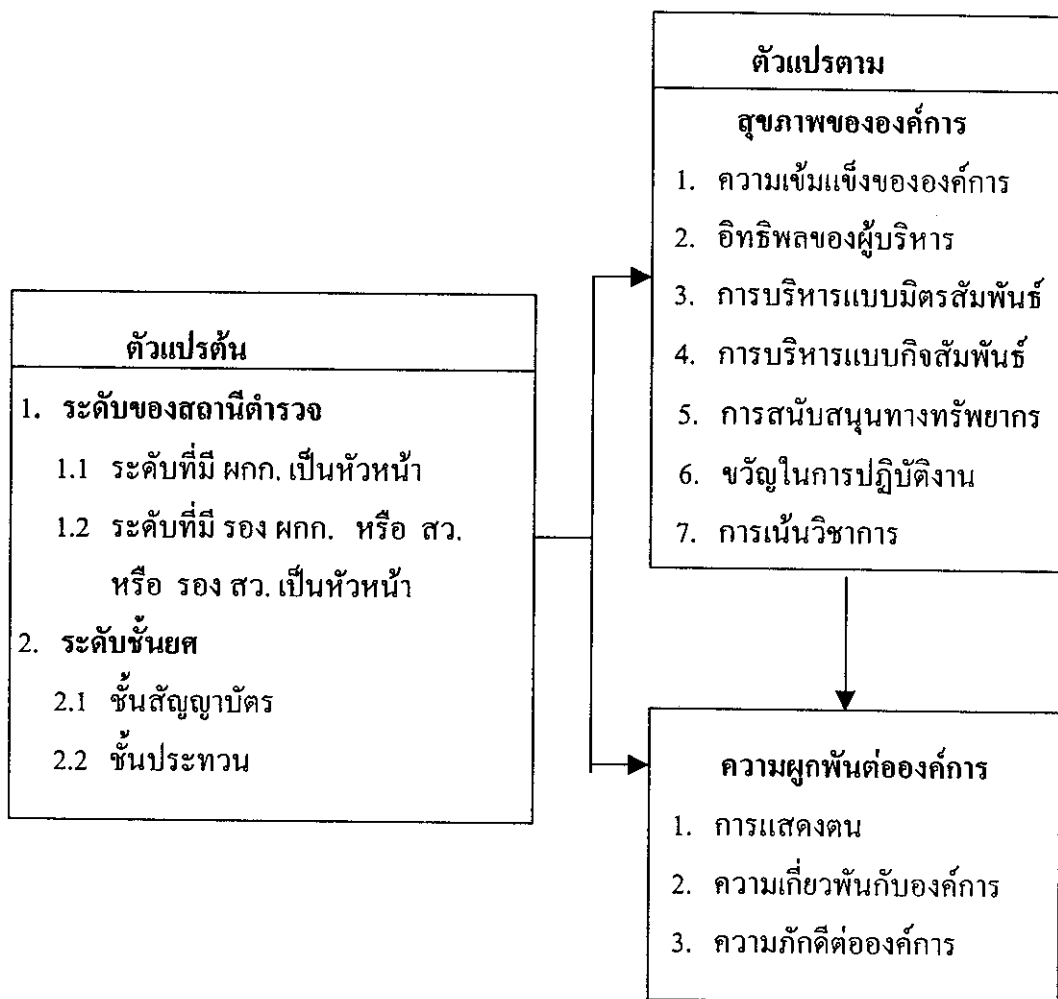 ตัวแปรต้น
1. ระดับของสถานีตำรวจ
1.1 ระดับที่มี ผกก. เป็นหัวหน้า
1.2 ระดับที่มี รอง ผกก. หรือ สว.
หรือ รอง สว. เป็นหัวหน้า
2. ระดับชั้นยศ
2.1 ชั้นสัญญาบัตร
2.2 ชั้นประทวน
ตัวแปรตาม
สุขภาพขององค์การ
1. ความเข้มแข็งขององค์การ
2. อิทธิพลของผู้บริหาร
3. การบริหารแบบมิตรสัมพันธ์
4. การบริหารแบบกิจสัมพันธ์
5. การสนับสนุนทางทรัพยากร
6. ขวัญในการปฏิบัติงาน
7. การเน้นวิชาการ
ความผูกพันต่อองค์การ
1. การแสดงตน
2. ความเกี่ยวพันกับองค์การ
3. ความภักดีต่อองค์การ